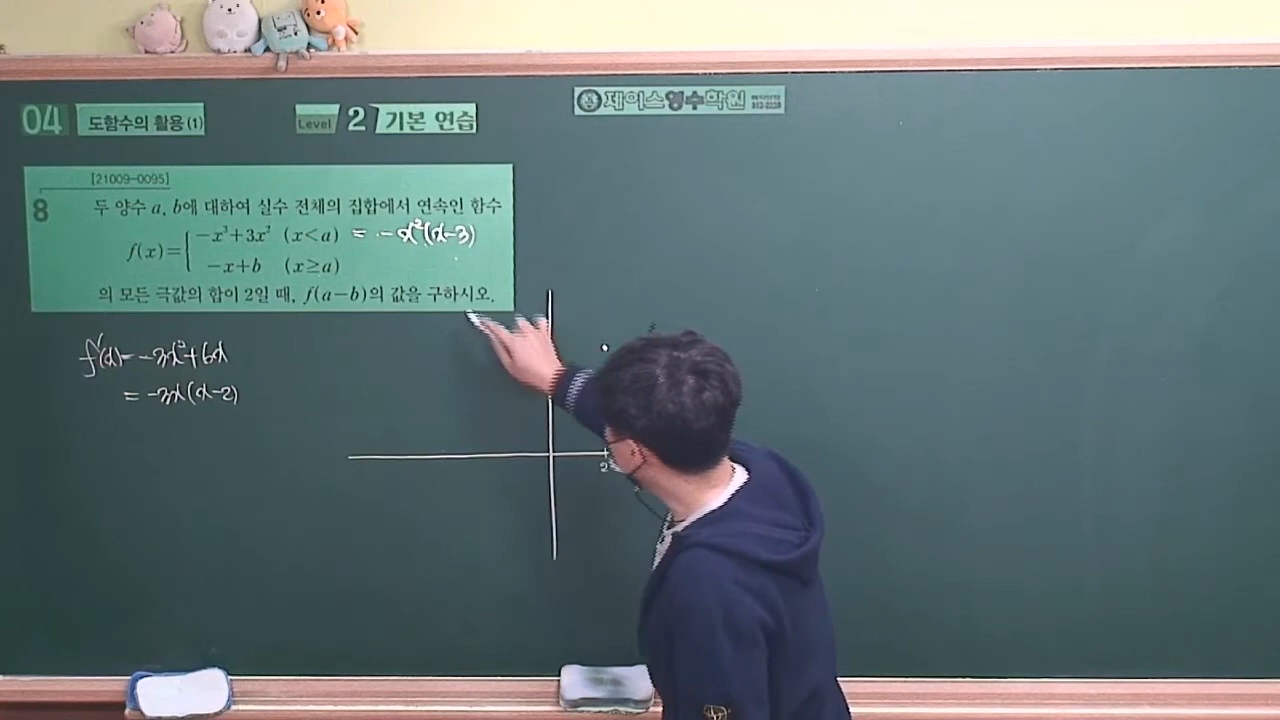 04 도함수의 활용 (1)
Level 2 기본 연습
제이스영수학원
[21009-0095]
8 두 양수 a, b에 대하여 실수 전체의 집합에서 연속인 함수
f(x)={ -x³+3x² (x<a) = -x²(x-3)
-x+b (x≥a)
의 모든 극값의 합이 2일 때, f(a-b)의 값을 구하시오.
f'(x)= -3x²+6x
= -3x(x-2)
2